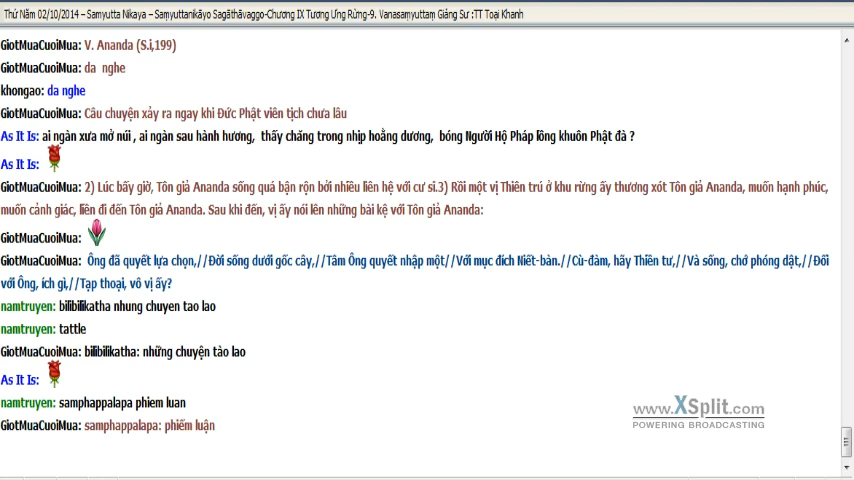 Thứ Năm 02/10/2014 – Saṃyutta Nikaya – Saṃyuttanikāyo Sagāthāvaggo-Chương IX Tương Ưng Rừng-9. Vanasaṃyuttaṃ Giảng Sư :TT Toại Khanh
GiotMuaCuoiMua: V. Ananda (S.i,199)
GiotMuaCuoiMua: da nghe
khongao: da nghe
GiotMuaCuoiMua: Câu chuyện xảy ra ngay khi Đức Phật viên tịch chưa lâu
As It Is: ai ngàn xưa mở núi , ai ngàn sau hành hương, thấy chăng trong nhịp hoằng dương, bóng Người Hộ Pháp lồng khuôn Phật đà ?
As It Is:
GiotMuaCuoiMua: 2) Lúc bấy giờ, Tôn giả Ananda sống quá bận rộn bởi nhiều liên hệ với cư sĩ.3) Rồi một vị Thiên trú ở khu rừng ấy thương xót Tôn giả Ananda, muốn hạnh phúc,
muốn cảnh giác, liền đi đến Tôn giả Ananda. Sau khi đến, vị ấy nói lên những bài kệ với Tôn giả Ananda:
GiotMuaCuoiMua:
GiotMuaCuoiMua: Ông đã quyết lựa chọn,//Đời sống dưới gốc cây,//Tâm Ông quyết nhập một//Với mục đích Niết-bàn.//Cù-đàm, hãy Thiền tư,//Và sống, chớ phóng dật,//Đối
với Ông, ích gì,//Tạp thoại, vô vị ấy?
namtruyen: bilibilikatha nhung chuyen tao lao
namtruyen: tattle
GiotMuaCuoiMua: bilibilikatha: những chuyện tào lao
As It Is:
namtruyen: samphappalapa phiem luan
GiotMuaCuoiMua: samphappalapa: phiếm luận
www.XSplit.com
POWERING BROADCASTING